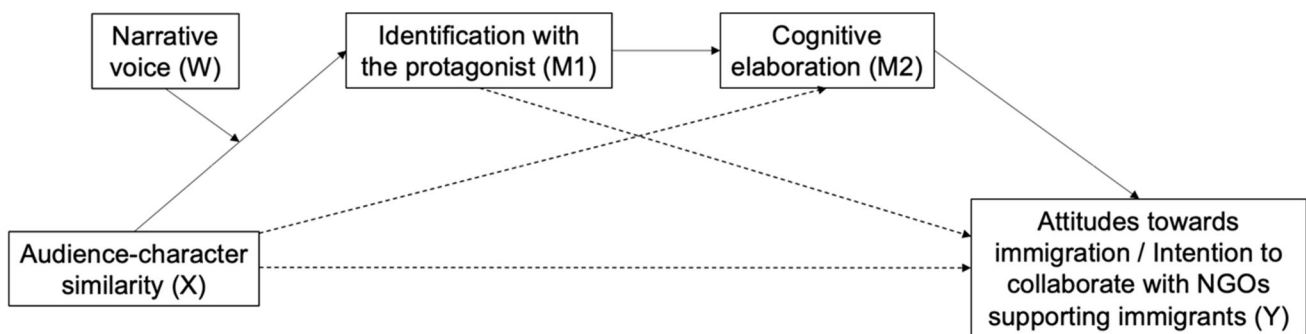 Narrative
voice (W)
Identification with
the protagonist (M1)
Cognitive
elaboration (M2)
Audience-character
similarity (X)
Attitudes towards
immigration / Intention to
collaborate with NGOs
supporting immigrants (Y)